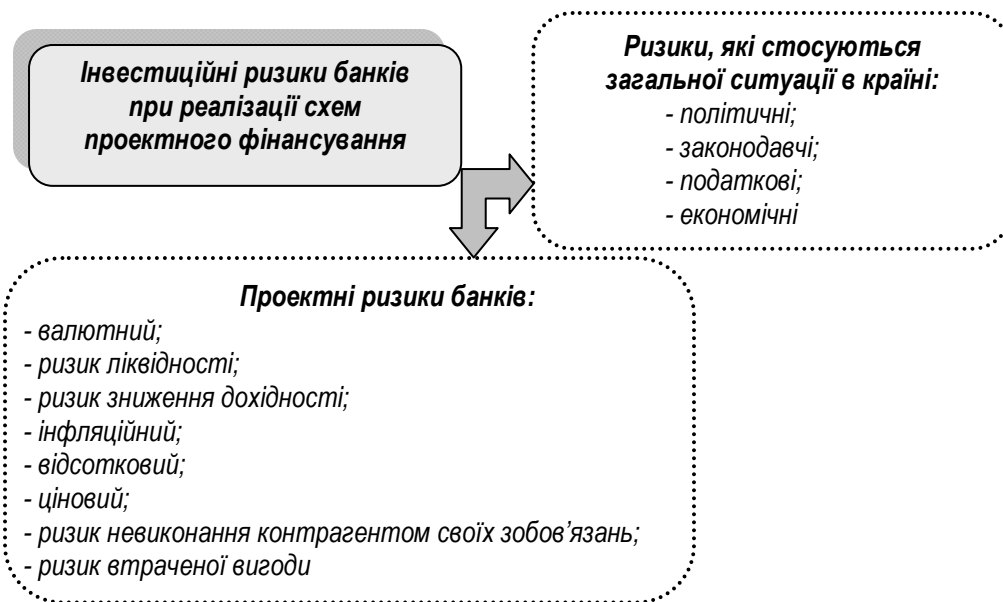 Інвестиційні ризики банків
при реалізації схем
проектного фінансування
Ризики, які стосуються
загальної ситуації в країні:
- політичні;
- законодавчі;
- податкові;
- економічні
Проектні ризики банків:
- валютний;
- ризик ліквідності;
- ризик зниження дохідності;
- інфляційний;
- відсотковий;
- ціновий;
- ризик невиконання контрагентом своїх зобов’язань;
- ризик втраченої вигоди